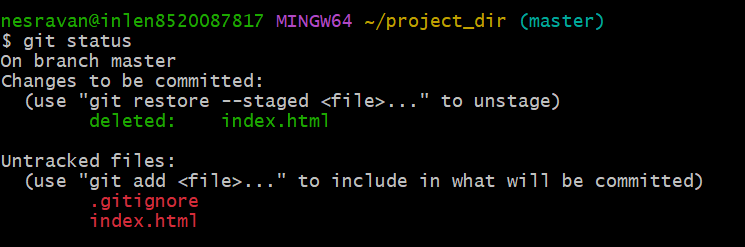 nesravan@inlen8520087817 MINGW64 ~/project_dir (master)
$ git status
On branch master
Changes to be committed:
  (use "git restore --staged <file>..." to unstage)
        deleted:    index.html

Untracked files:
  (use "git add <file>..." to include in what will be committed)
        .gitignore
        index.html